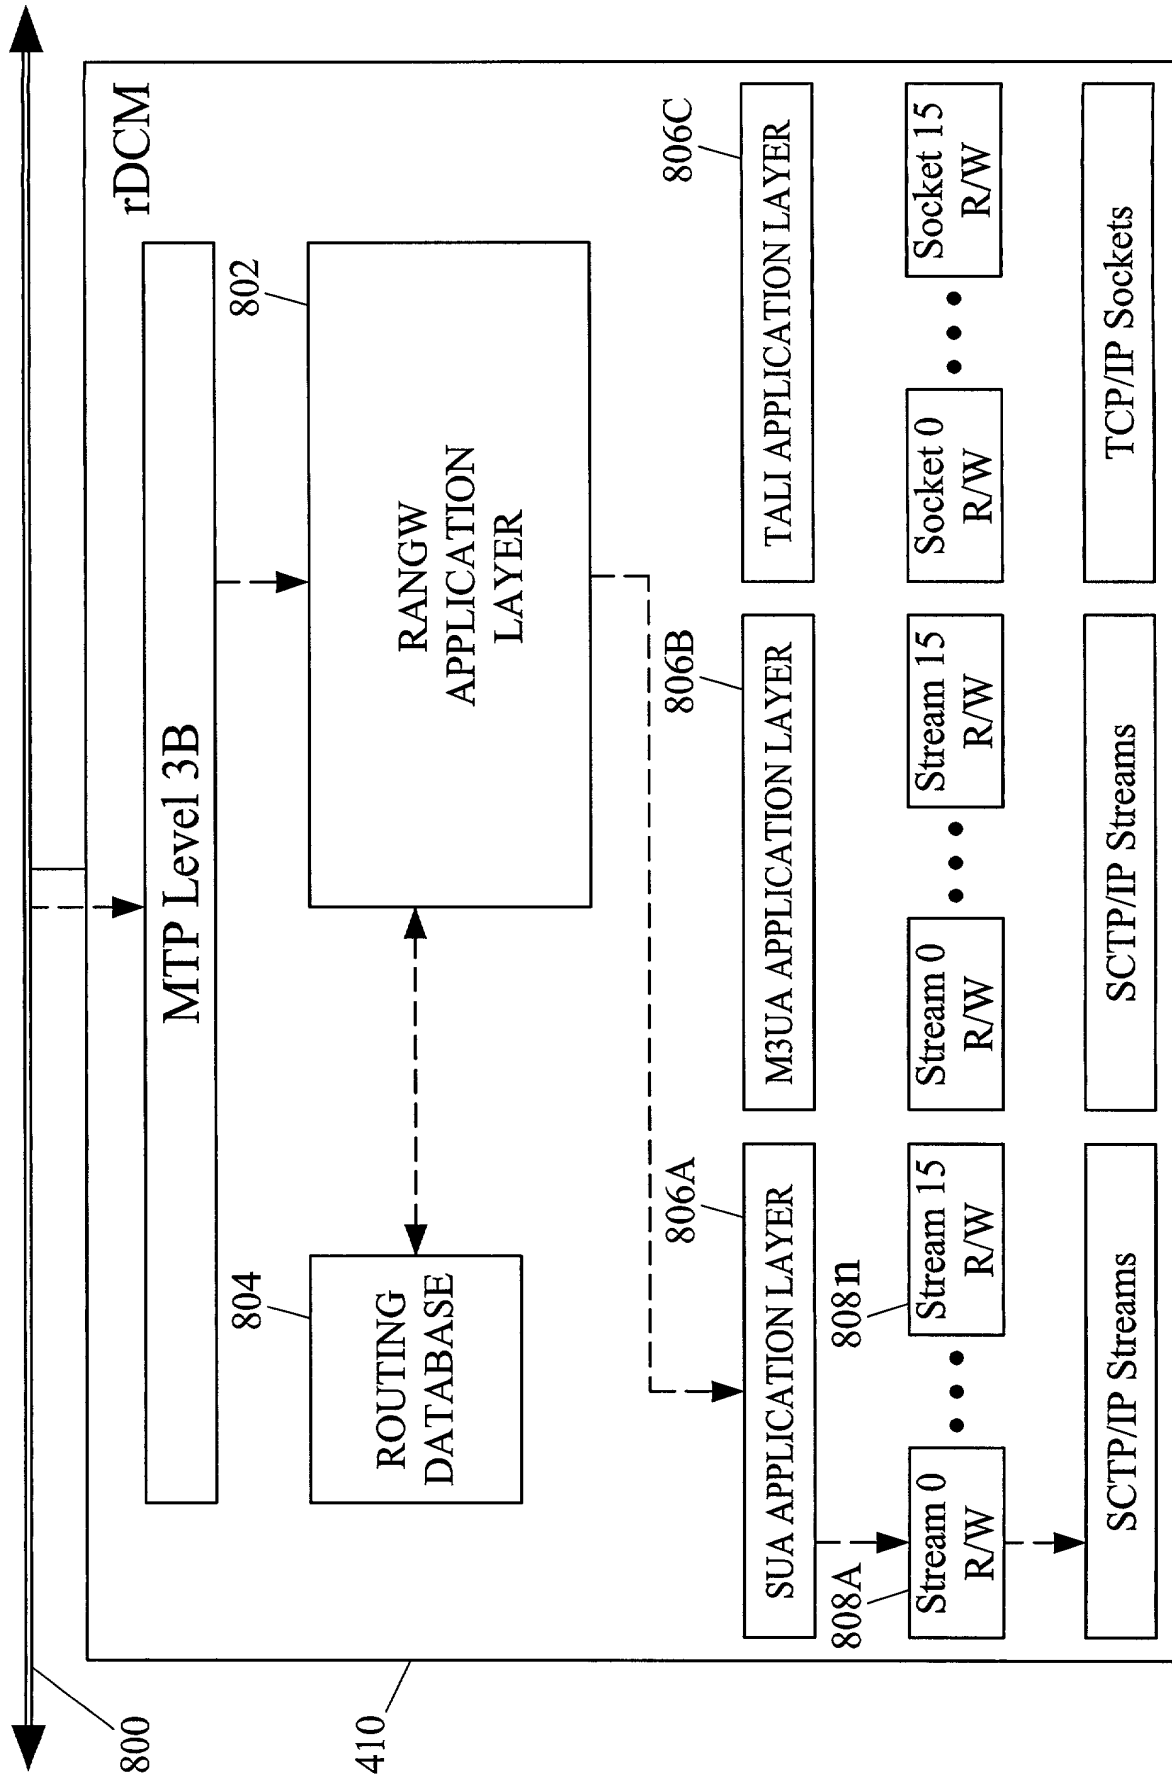 800
410
rDCM
MTP Level 3B
802
804
RANGW
APPLICATION
LAYER
ROUTING
DATABASE
806A
806B
806C
SUA APPLICATION LAYER
M3UA APPLICATION LAYER
TALI APPLICATION LAYER
808A
808n
Stream 0
R/W
Stream 15
R/W
Stream 0
R/W
Stream 15
R/W
Socket 0
R/W
Socket 15
R/W
SCTP/IP Streams
SCTP/IP Streams
TCP/IP Sockets